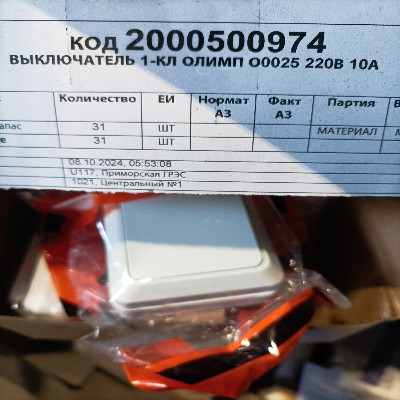 код 2000500974
ВЫКЛЮЧАТЕЛЬ 1-КЛ ОЛИМП О0025 220В 10А
Количество ЕИ Нормат АЗ Факт АЗ Партия
31 ШТ МАТЕРИАЛ
31 ШТ
08.10.2024, 05:53:08
U117, Приморская ГРЭС
1021, Центральный №1